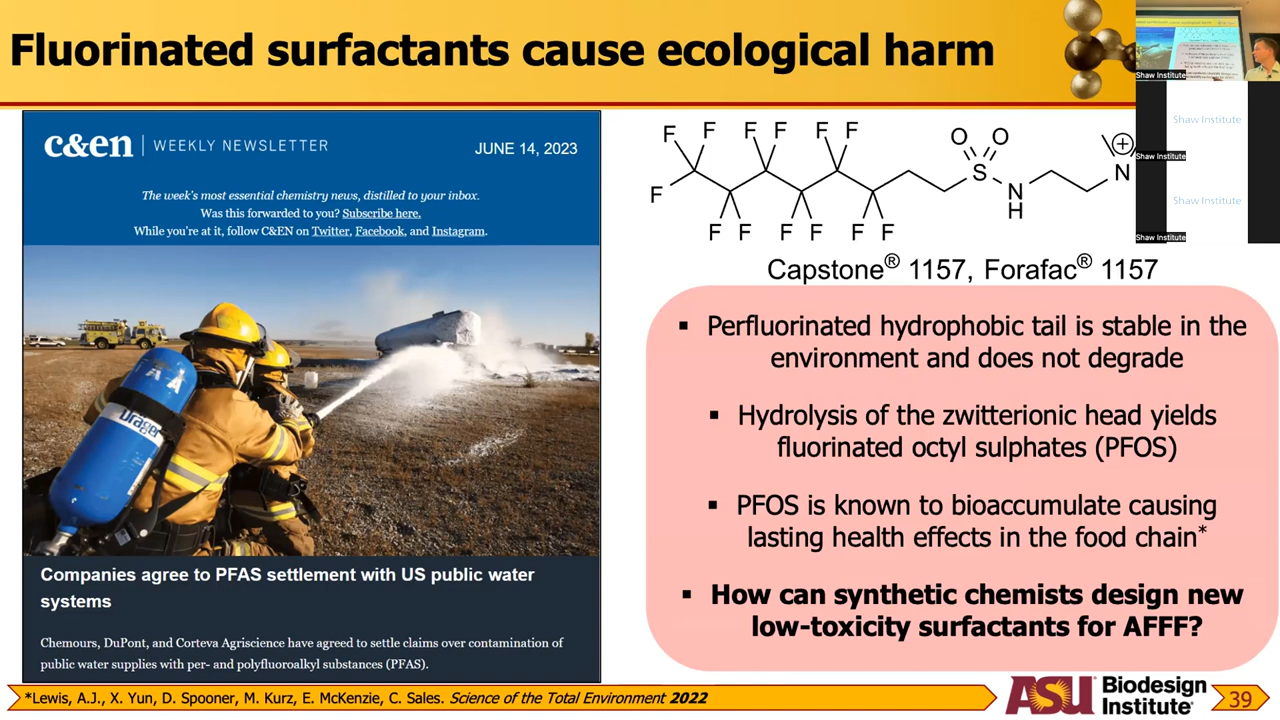 Fluorinated surfactants cause ecological harm
Shaw Institute
Shaw Institute
Shaw Institute
Shaw Institute
Shaw Institute
c&en | WEEKLY NEWSLETTER
JUNE 14, 2023
The week's most essential chemistry news, distilled to your inbox.
Was this forwarded to you? Subscribe here.
While you're at it, follow C&EN on Twitter, Facebook, and Instagram.
Dräger
Companies agree to PFAS settlement with US public water
systems
Chemours, DuPont, and Corteva Agriscience have agreed to settle claims over contamination of
public water supplies with per- and polyfluoroalkyl substances (PFAS).
F F F F F F O O
F S N H N +
F F F F F F
Capstone® 1157, Forafac® 1157
▪ Perfluorinated hydrophobic tail is stable in the
environment and does not degrade
▪ Hydrolysis of the zwitterionic head yields
fluorinated octyl sulphates (PFOS)
▪ PFOS is known to bioaccumulate causing
lasting health effects in the food chain*
▪ How can synthetic chemists design new
low-toxicity surfactants for AFFF?
*Lewis, A.J., X. Yun, D. Spooner, M. Kurz, E. McKenzie, C. Sales. Science of the Total Environment 2022
ASU Biodesign
Institute
39